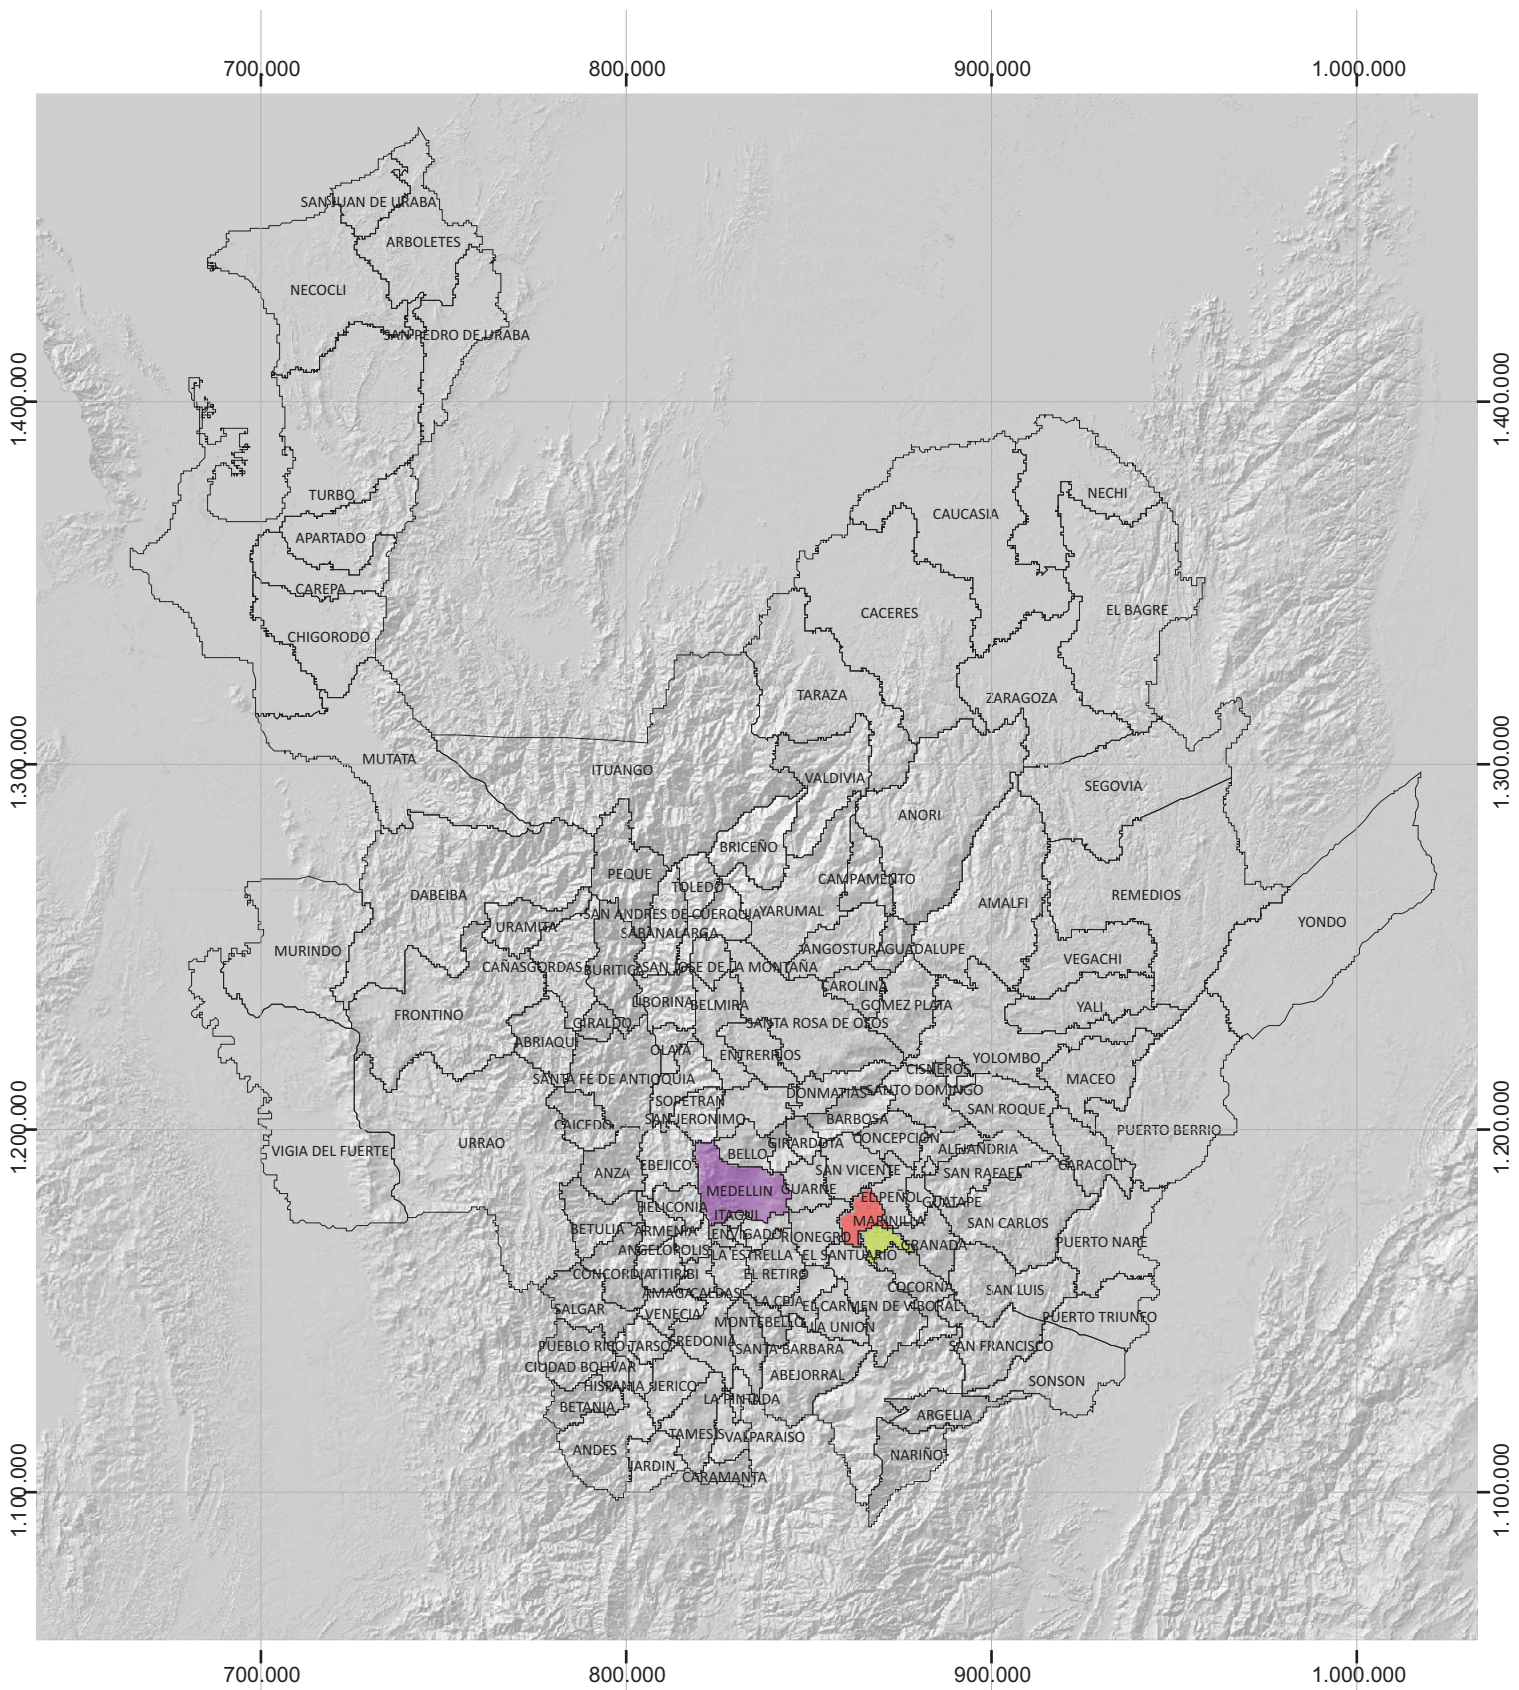 700.000 800.000 900.000 1.000.000
SAN JUAN DE URABA
ARBOLETES
NECOCLI
SAN PEDRO DE URABA
1.400.000 1.400.000
TURBO
NECHI
CAUCASIA
APARTADO
CAREPA
CACERES
EL BAGRE
CHIGORODO
TARAZA
ZARAGOZA
1.300.000 1.300.000
MUTATA
ITUANGO
VALDIVIA
SEGOVIA
ANORI
BRICEÑO
PEQUE
CAMPAMENTO
TOLEDO
DABEIBA
REMEDIOS
AMALFI
SAN ANDRES DE CUERQUIA
YARUMAL
YONDO
URAMITA
SABANALARGA
MURINDO
ANGOSTURA
GUADALUPE
VEGACHI
CAÑASGORDAS
BURITICA
SAN JOSE DE LA MONTAÑA
CAROLINA
LIBORINA
BELMIRA
GOMEZ PLATA
YALI
FRONTINO
GIRALDO
SANTA ROSA DE OSOS
ABRIAQUI
OLAYA
ENTRERRIOS
YOLOMBO
CISNEROS
SANTA FE DE ANTIOQUIA
MACEO
DONMATIAS
SANTO DOMINGO
SOPETRAN
SAN ROQUE
1.200.000 1.200.000
SAN JERONIMO
BARBOSA
CAICEDO
PUERTO BERRIO
VIGIA DEL FUERTE
URRAO
GIRARDOTA
CONCEPCION
BELLO
ALEJANDRIA
EBEJICO
ANZA
SAN VICENTE
SAN RAFAEL
CARACOLI
MEDELLIN
GUARNE
EL PEÑOL
GUATAPE
HELICONIA
ITAGUI
MARINILLA
SAN CARLOS
BETULIA
ARMENIA
ENVIGADO
RIONEGRO
PUERTO NARE
ANGELOPOLIS
LA ESTRELLA
EL SANTUARIO
GRANADA
CONCORDIA
TITIRIBI
EL RETIRO
COCORNA
SAN LUIS
AMAGA
CALDAS
LA CEJA
EL CARMEN DE VIBORAL
SALGAR
VENECIA
MONTEBELLO
LA UNION
PUERTO TRIUNFO
PUEBLO RICO
TARSO
FREDONIA
SANTA BARBARA
SAN FRANCISCO
CIUDAD BOLIVAR
ABEJORRAL
SONSON
HISPANIA
JERICO
LA PINTADA
BETANIA
ARGELIA
TAMESIS
VALPARAISO
ANDES
NARIÑO
JARDIN
CARAMANTA
1.100.000 1.100.000
700.000 800.000 900.000 1.000.000